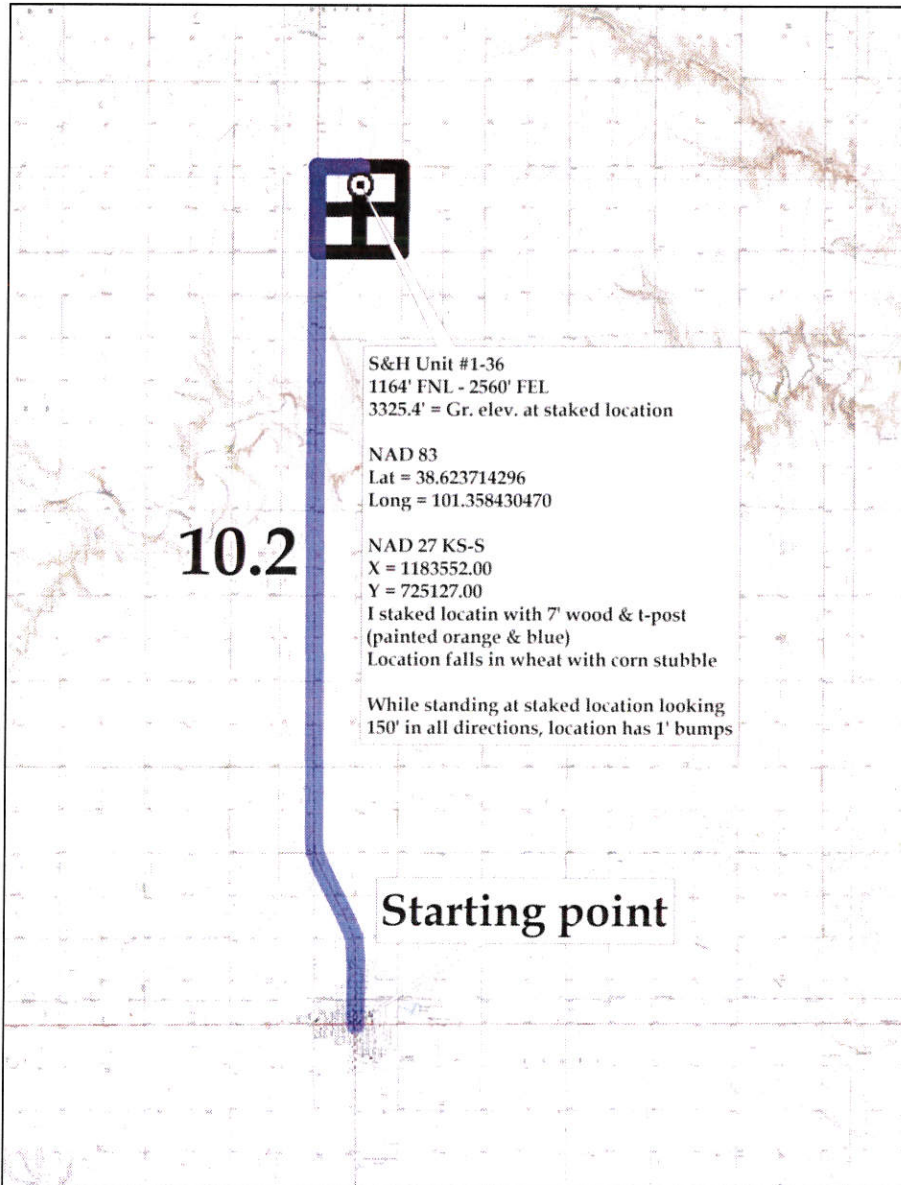 S&H Unit #1-36
1164' FNL - 2560' FEL
3325.4' = Gr. elev. at staked location
NAD 83
Lat = 38.623714296
Long = 101.358430470
NAD 27 KS-S
X = 1183552.00
Y = 725127.00
I staked locatin with 7' wood & t-post
(painted orange & blue)
Location falls in wheat with corn stubble
While standing at staked location looking
150' in all directions, location has 1' bumps
10.2
Starting point